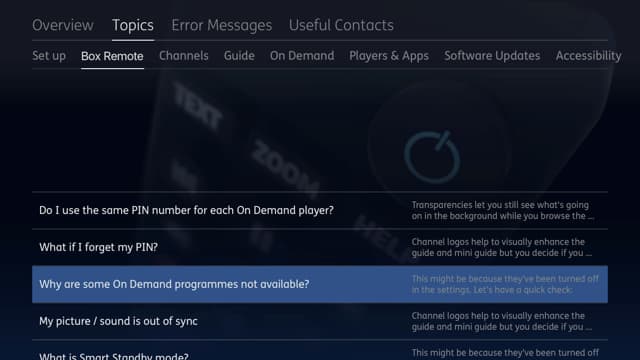 Overview Topics Error Messages Useful Contacts
Set up Box Remote Channels Guide On Demand Players & Apps Software Updates Accessibility
TEXT
ZOOM
HELP
Do I use the same PIN number for each On Demand player?
Transparencies let you still see what's going
on in the background while you browse the ...
What if I forget my PIN?
Channel logos help to visually enhance the
guide and mini guide but you decide if you ...
Why are some On Demand programmes not available?
This might be because they've been turned off
in the settings. Let's have a quick check:
My picture / sound is out of sync
Channel logos help to visually enhance the
guide and mini guide but you decide if you ...
What is Smart Standby mode?
This might be because they've been turned off